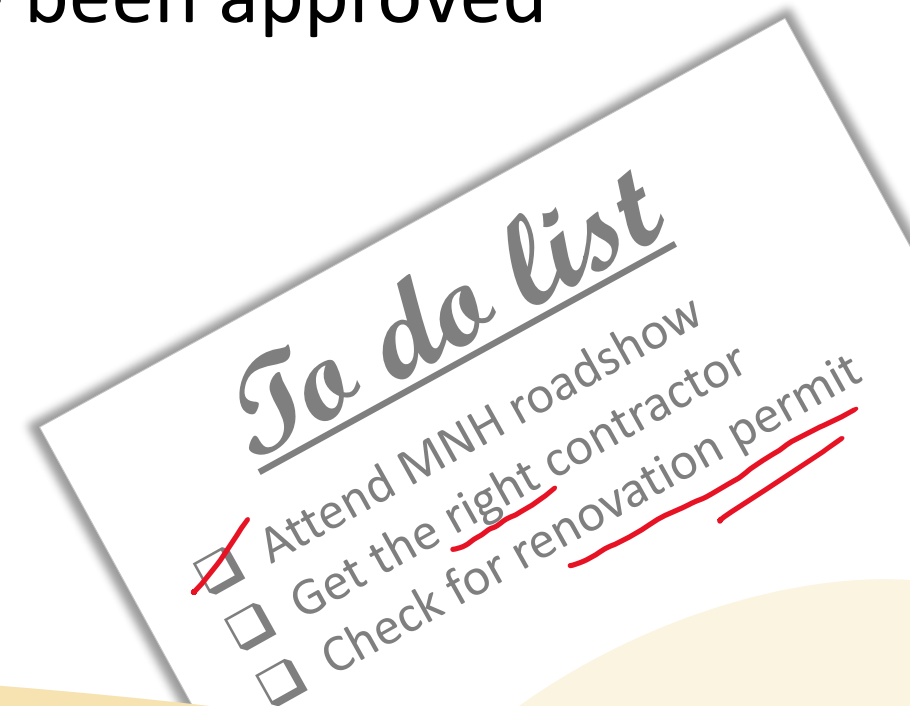 been approved
To do list
Attend MNH roadshow
Get the right contractor
Check for renovation permit